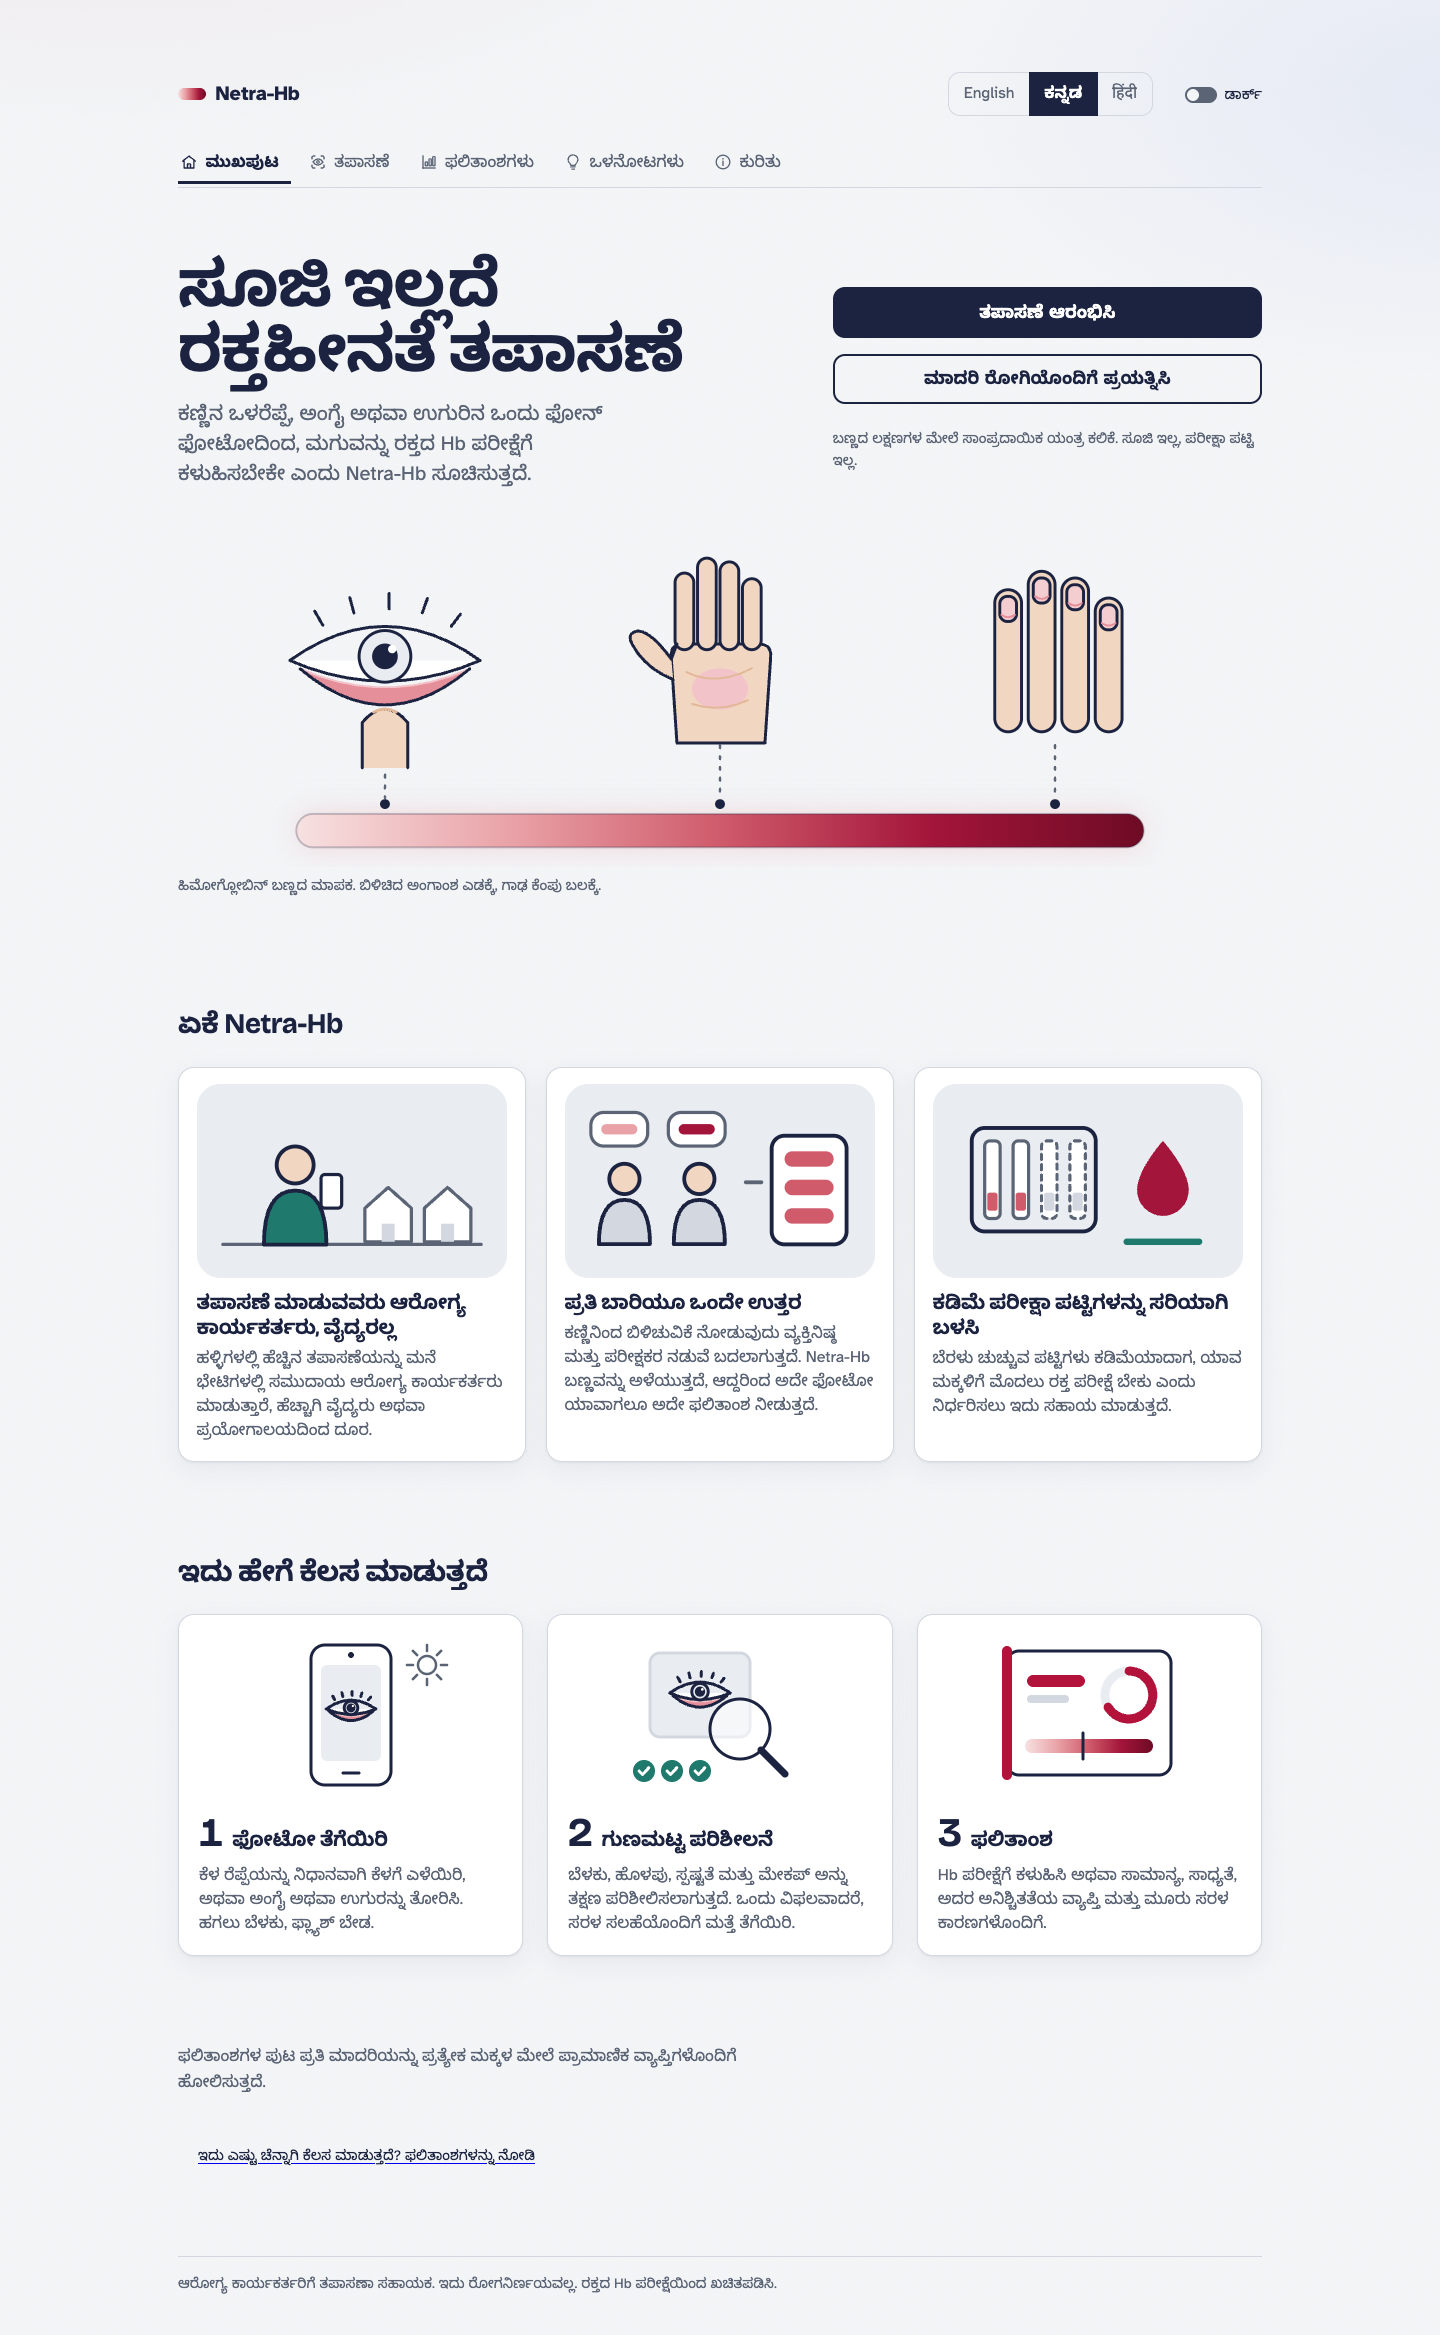 Netra-Hb
English
ಕನ್ನಡ
हिंदी
ಡಾರ್ಕ್
ಮುಖಪುಟ
ತಪಾಸಣೆ
ಫಲಿತಾಂಶಗಳು
ಒಳನೋಟಗಳು
ಕುರಿತು
ಸೂಜಿ ಇಲ್ಲದೆ
ರಕ್ತಹೀನತೆ ತಪಾಸಣೆ
ಕಣ್ಣಿನ ಒಳರೆಪ್ಪೆ, ಅಂಗೈ ಅಥವಾ ಉಗುರಿನ ಒಂದು ಫೋನ್
ಫೋಟೋದಿಂದ, ಮಗುವನ್ನು ರಕ್ತದ Hb ಪರೀಕ್ಷೆಗೆ
ಕಳುಹಿಸಬೇಕೇ ಎಂದು Netra-Hb ಸೂಚಿಸುತ್ತದೆ.
ತಪಾಸಣೆ ಆರಂಭಿಸಿ
ಮಾದರಿ ರೋಗಿಯೊಂದಿಗೆ ಪ್ರಯತ್ನಿಸಿ
ಬಣ್ಣದ ಲಕ್ಷಣಗಳ ಮೇಲೆ ಸಾಂಪ್ರದಾಯಿಕ ಯಂತ್ರ ಕಲಿಕೆ. ಸೂಜಿ ಇಲ್ಲ, ಪರೀಕ್ಷಾ ಪಟ್ಟಿ
ಇಲ್ಲ.
ಹಿಮೋಗ್ಲೋಬಿನ್ ಬಣ್ಣದ ಮಾಪಕ. ಬಿಳಿಚಿದ ಅಂಗಾಂಶ ಎಡಕ್ಕೆ, ಗಾಢ ಕೆಂಪು ಬಲಕ್ಕೆ.
ಏಕೆ Netra-Hb
ತಪಾಸಣೆ ಮಾಡುವವರು ಆರೋಗ್ಯ
ಕಾರ್ಯಕರ್ತರು, ವೈದ್ಯರಲ್ಲ
ಹಳ್ಳಿಗಳಲ್ಲಿ ಹೆಚ್ಚಿನ ತಪಾಸಣೆಯನ್ನು ಮನೆ
ಭೇಟಿಗಳಲ್ಲಿ ಸಮುದಾಯ ಆರೋಗ್ಯ ಕಾರ್ಯಕರ್ತರು
ಮಾಡುತ್ತಾರೆ, ಹೆಚ್ಚಾಗಿ ವೈದ್ಯರು ಅಥವಾ
ಪ್ರಯೋಗಾಲಯದಿಂದ ದೂರ.
ಪ್ರತಿ ಬಾರಿಯೂ ಒಂದೇ ಉತ್ತರ
ಕಣ್ಣಿನಿಂದ ಬಿಳಿಚುವಿಕೆ ನೋಡುವುದು ವ್ಯಕ್ತಿನಿಷ್ಠ
ಮತ್ತು ಪರೀಕ್ಷಕರ ನಡುವೆ ಬದಲಾಗುತ್ತದೆ. Netra-Hb
ಬಣ್ಣವನ್ನು ಅಳೆಯುತ್ತದೆ, ಆದ್ದರಿಂದ ಅದೇ ಫೋಟೋ
ಯಾವಾಗಲೂ ಅದೇ ಫಲಿತಾಂಶ ನೀಡುತ್ತದೆ.
ಕಡಿಮೆ ಪರೀಕ್ಷಾ ಪಟ್ಟಿಗಳನ್ನು ಸರಿಯಾಗಿ
ಬಳಸಿ
ಬೆರಳು ಚುಚ್ಚುವ ಪಟ್ಟಿಗಳು ಕಡಿಮೆಯಾದಾಗ, ಯಾವ
ಮಕ್ಕಳಿಗೆ ಮೊದಲು ರಕ್ತ ಪರೀಕ್ಷೆ ಬೇಕು ಎಂದು
ನಿರ್ಧರಿಸಲು ಇದು ಸಹಾಯ ಮಾಡುತ್ತದೆ.
ಇದು ಹೇಗೆ ಕೆಲಸ ಮಾಡುತ್ತದೆ
1 ಫೋಟೋ ತೆಗೆಯಿರಿ
ಕೆಳ ರೆಪ್ಪೆಯನ್ನು ನಿಧಾನವಾಗಿ ಕೆಳಗೆ ಎಳೆಯಿರಿ,
ಅಥವಾ ಅಂಗೈ ಅಥವಾ ಉಗುರನ್ನು ತೋರಿಸಿ.
ಹಗಲು ಬೆಳಕು, ಫ್ಲ್ಯಾಶ್ ಬೇಡ.
2 ಗುಣಮಟ್ಟ ಪರಿಶೀಲನೆ
ಬೆಳಕು, ಹೊಳಪು, ಸ್ಪಷ್ಟತೆ ಮತ್ತು ಮೇಕಪ್ ಅನ್ನು
ತಕ್ಷಣ ಪರಿಶೀಲಿಸಲಾಗುತ್ತದೆ. ಒಂದು ವಿಫಲವಾದರೆ,
ಸರಳ ಸಲಹೆಯೊಂದಿಗೆ ಮತ್ತೆ ತೆಗೆಯಿರಿ.
3 ಫಲಿತಾಂಶ
Hb ಪರೀಕ್ಷೆಗೆ ಕಳುಹಿಸಿ ಅಥವಾ ಸಾಮಾನ್ಯ, ಸಾಧ್ಯತೆ,
ಅದರ ಅನಿಶ್ಚಿತತೆಯ ವ್ಯಾಪ್ತಿ ಮತ್ತು ಮೂರು ಸರಳ
ಕಾರಣಗಳೊಂದಿಗೆ.
ಫಲಿತಾಂಶಗಳ ಪುಟ ಪ್ರತಿ ಮಾದರಿಯನ್ನು ಪ್ರತ್ಯೇಕ ಮಕ್ಕಳ ಮೇಲೆ ಪ್ರಾಮಾಣಿಕ ವ್ಯಾಪ್ತಿಗಳೊಂದಿಗೆ
ಹೋಲಿಸುತ್ತದೆ.
ಇದು ಎಷ್ಟು ಚೆನ್ನಾಗಿ ಕೆಲಸ ಮಾಡುತ್ತದೆ? ಫಲಿತಾಂಶಗಳನ್ನು ನೋಡಿ
ಆರೋಗ್ಯ ಕಾರ್ಯಕರ್ತರಿಗೆ ತಪಾಸಣಾ ಸಹಾಯಕ. ಇದು ರೋಗನಿರ್ಣಯವಲ್ಲ. ರಕ್ತದ Hb ಪರೀಕ್ಷೆಯಿಂದ ಖಚಿತಪಡಿಸಿ.